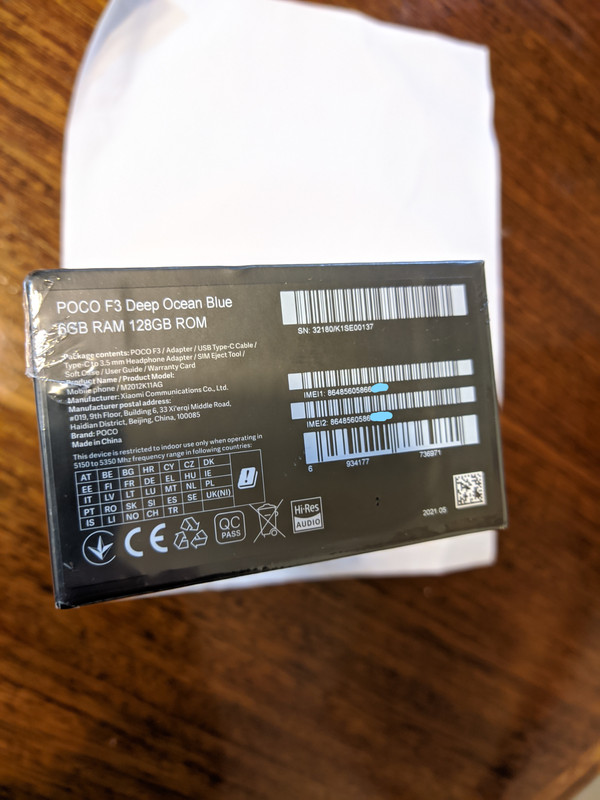 POCO F3 Deep Ocean Blue
6GB RAM 128GB ROM
Package contents: POCO F3 / Adapter / USB Type-C Cable /
Type-C to 3.5 mm Headphone Adapter / SIM Eject Tool /
Soft Case / User Guide / Warranty Card
Product Name / Product Model:
Mobile phone / M2012K11AG
Manufacturer: Xiaomi Communications Co., Ltd.
Manufacturer postal address:
#019, 9th Floor, Building 6, 33 Xi'erqi Middle Road,
Haidian District, Beijing, China, 100085
Brand: POCO
Made in China
This device is restricted to indoor use only when operating in
5150 to 5350 Mhz frequency range in following countries:
AT BE BG HR CY CZ DK
EE FI FR DE EL HU IE
IT LV LT LU MT NL PL
PT RO SK SI ES SE UK(NI)
IS LI NO CH TR
CE
QC
PASS
Hi-Res
AUDIO
SN: 32180/K1SE00137
IMEI1: 86485605866
IMEI2: 8648560586
6 934177 736971
2021.05